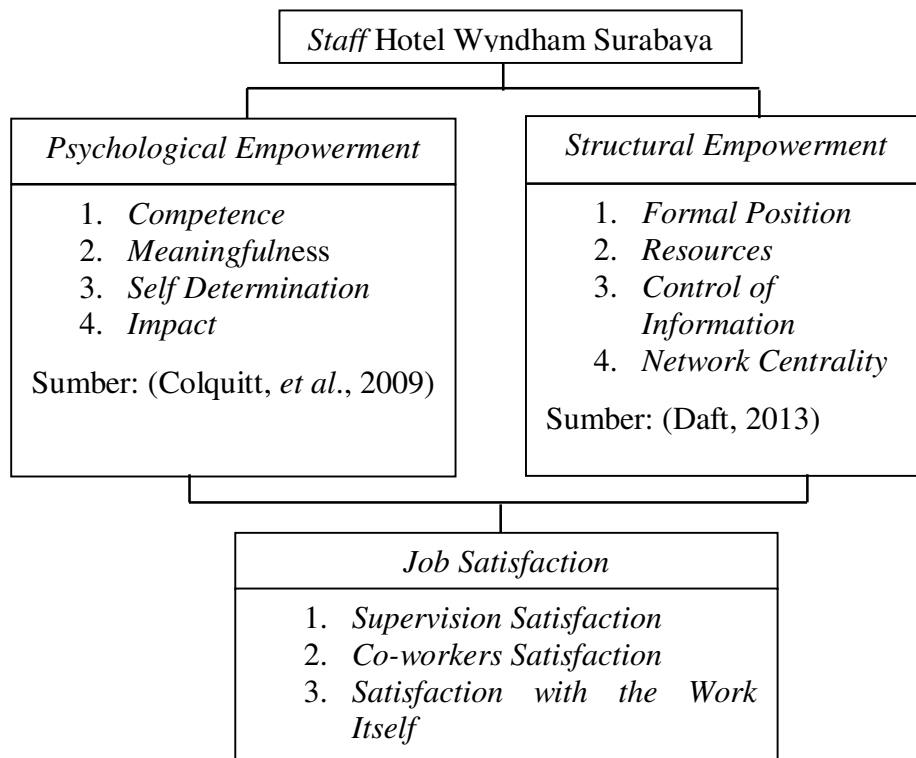 Staff Hotel Wyndham Surabaya
Psychological Empowerment
1. Competence
2. Meaningfulness
3. Self Determination
4. Impact
Sumber: (Colquitt, et al., 2009)
Structural Empowerment
1. Formal Position
2. Resources
3. Control of
Information
4. Network Centrality
Sumber: (Daft, 2013)
Job Satisfaction
1. Supervision Satisfaction
2. Co-workers Satisfaction
3. Satisfaction with the Work
Itself